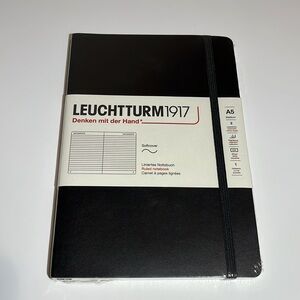 LEUCHTTURM1917
Denken mit der Hand*
Softcover
Liniertes Notizbuch
Ruled notebook
Carnet à pages lignées
A5